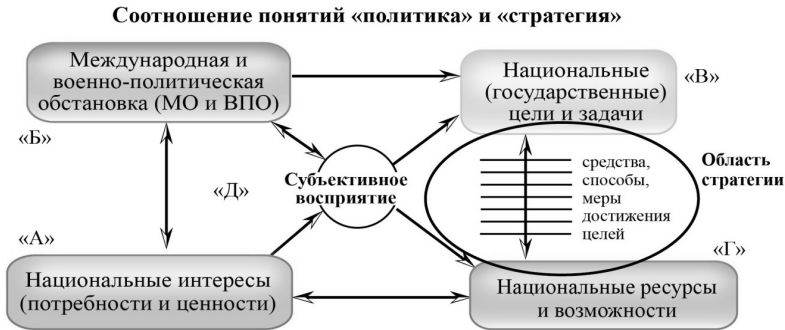 Соотношение понятий «политика» и «стратегия»
Международная и
военно-политическая
обстановка (МО и ВПО)
«Б»
Национальные
(государственные)
цели и задачи
«В»
Субъективное
восприятие
«Д»
средства,
способы,
меры
достижения
целей
Область
стратегии
«А»
Национальные интересы
(потребности и ценности)
«Г»
Национальные ресурсы
и возможности